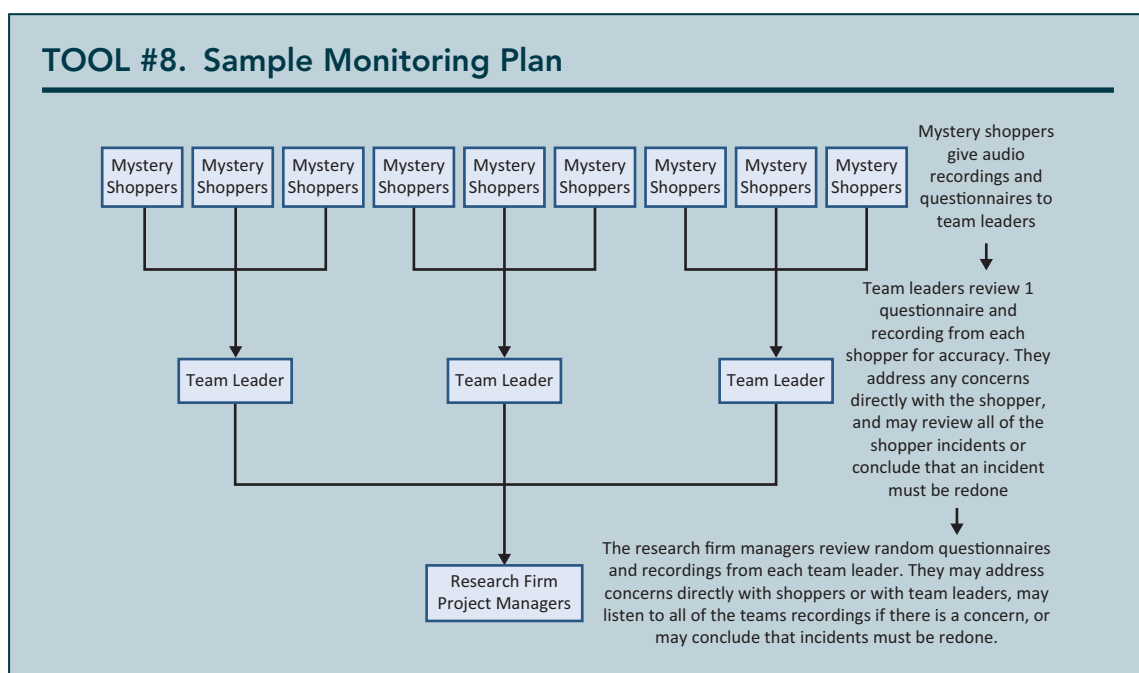 TOOL #8. Sample Monitoring Plan
Mystery
Shoppers
Mystery
Shoppers
Mystery
Shoppers
Mystery
Shoppers
Mystery
Shoppers
Mystery
Shoppers
Mystery
Shoppers
Mystery
Shoppers
Mystery
Shoppers
Mystery shoppers
give audio
recordings and
questionnaires to
team leaders
Team Leader
Team Leader
Team Leader
Team leaders review 1
questionnaire and
recording from each
shopper for accuracy. They
address any concerns
directly with the shopper,
and may review all of the
shopper incidents or
conclude that an incident
must be redone
Research Firm
Project Managers
The research firm managers review random questionnaires
and recordings from each team leader. They may address
concerns directly with shoppers or with team leaders, may
listen to all of the teams recordings if there is a concern, or
may conclude that incidents must be redone.